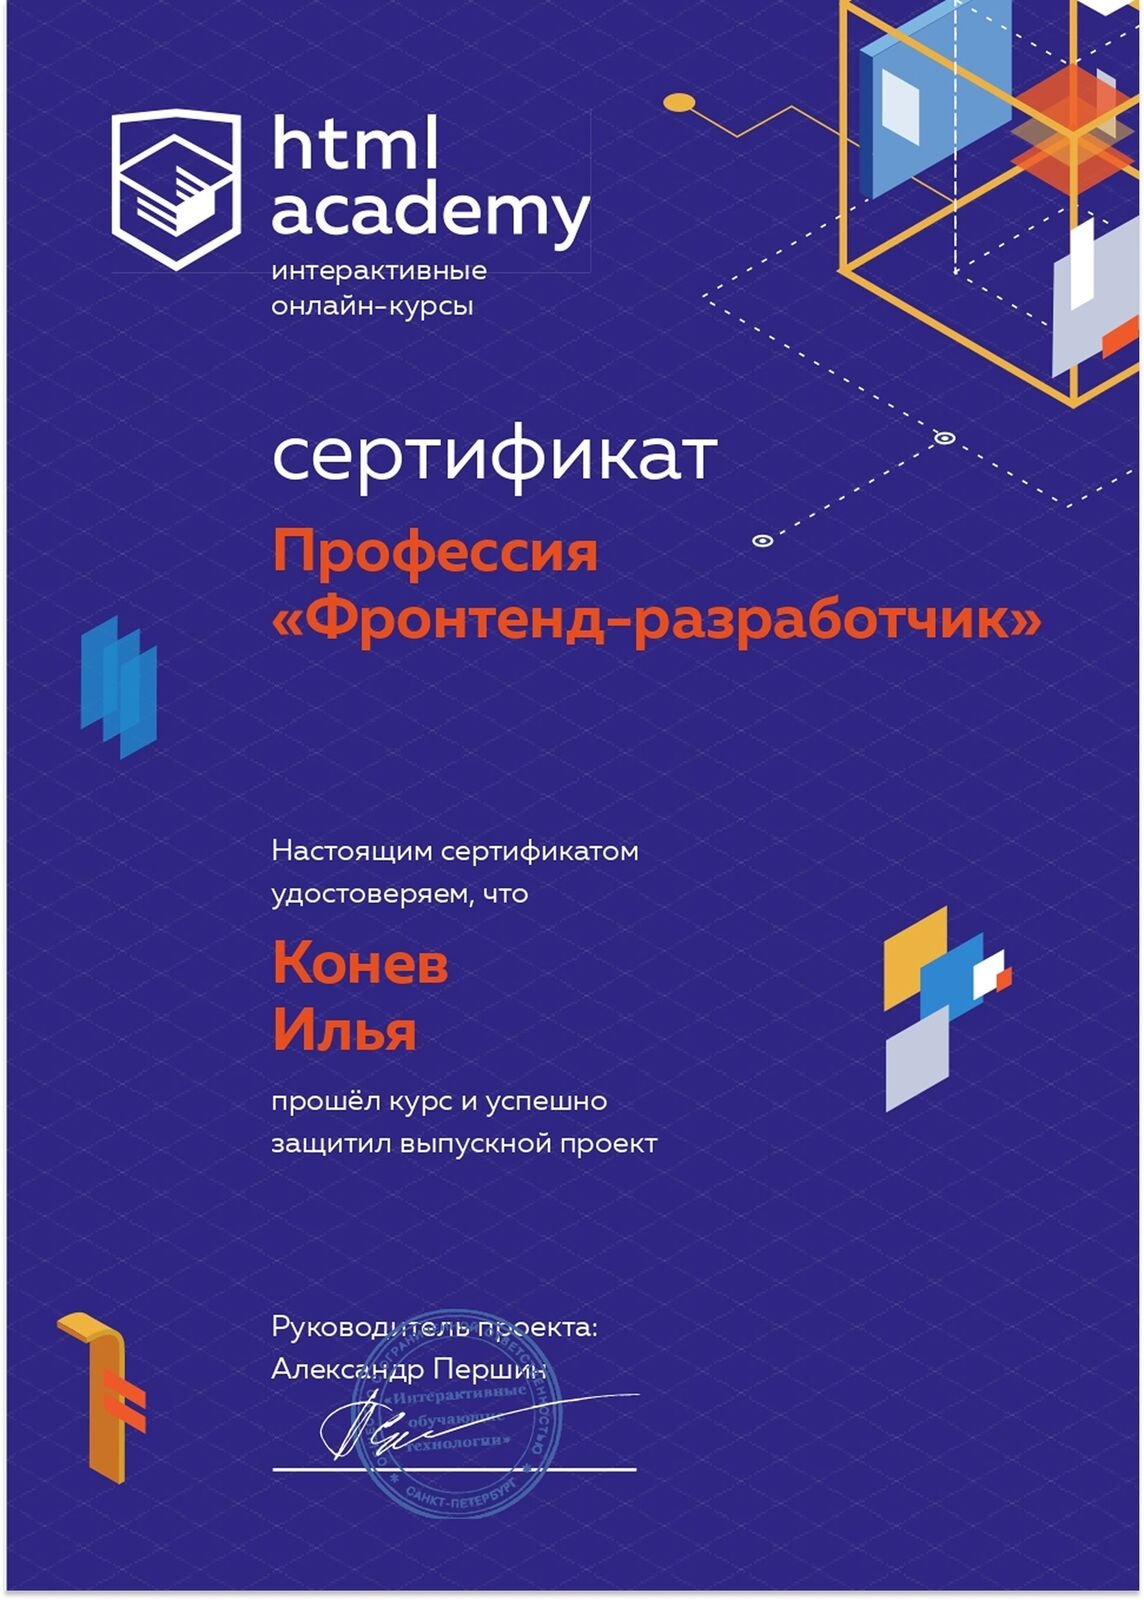 html
academy
интерактивные
онлайн-курсы
сертификат
Профессия
«Фронтенд-разработчик»
Настоящим сертификатом
удостоверяем, что
Конев
Илья
прошёл курс и успешно
защитил выпускной проект
Руководитель проекта:
Александр Першин
«Интерактивные
обучающие
технологии»
САНКТ-ПЕТЕРБУРГ